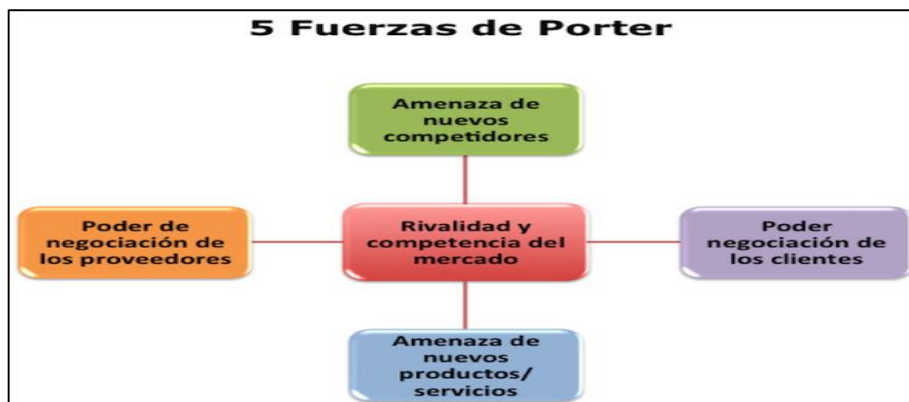 5 Fuerzas de Porter
Amenaza de
nuevos
competidores
Poder de
negociación de
los proveedores
Rivalidad y
competencia del
mercado
Poder
negociación de
los clientes
Amenaza de
nuevos
productos/
servicios